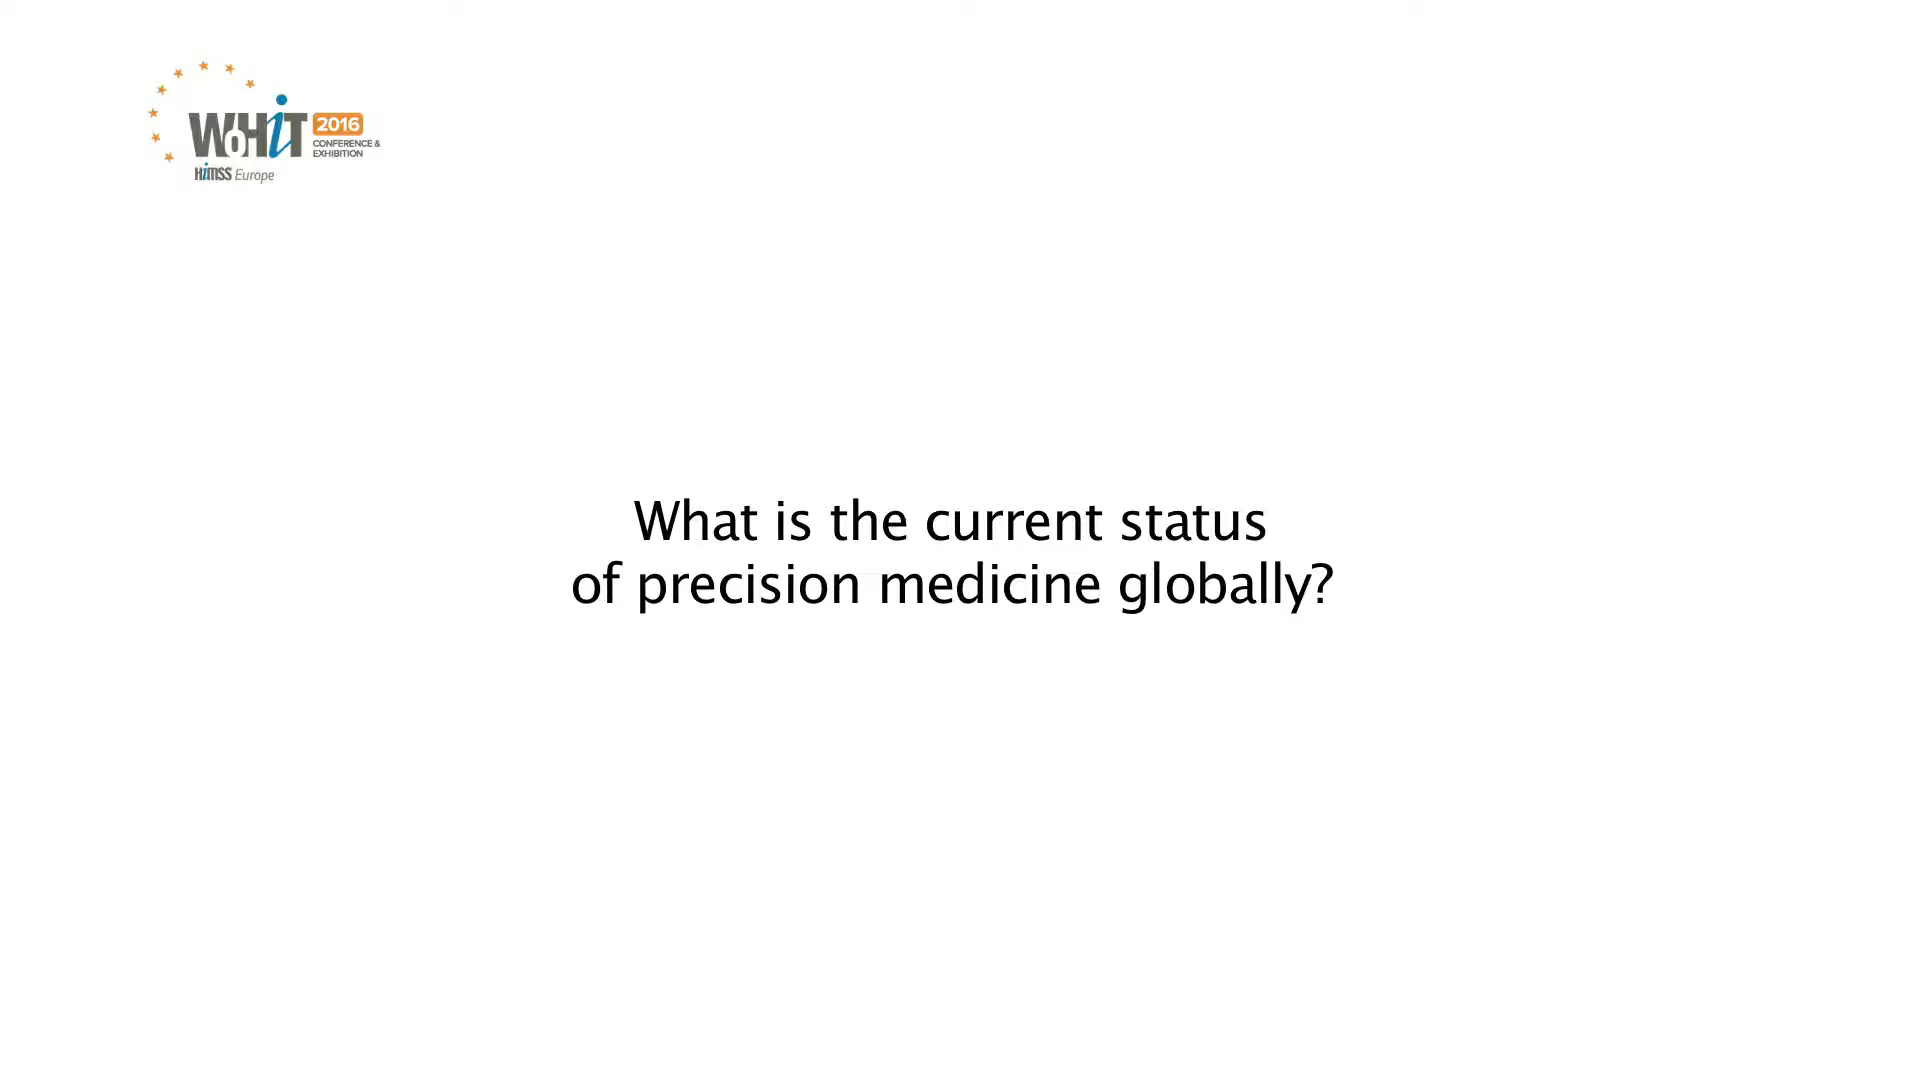 WoHiT 2016
CONFERENCE &
EXHIBITION
HiMSS Europe
What is the current status
of precision medicine globally?